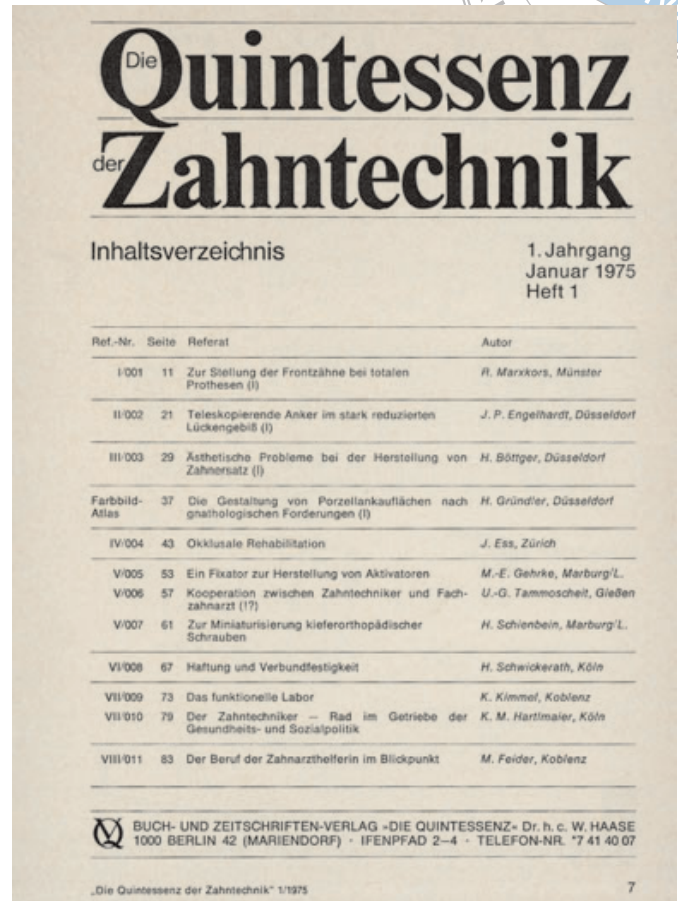 Die
Quintessenz
der
Zahntechnik
Inhaltsverzeichnis
1. Jahrgang
Januar 1975
Heft 1
Ref.-Nr. Seite Referat Autor
I/001 11 Zur Stellung der Frontzähne bei totalen R. Marxkors, Münster
Prothesen (I)
II/002 21 Teleskopierende Anker im stark reduzierten J. P. Engelhardt, Düsseldorf
Lückengebiß (I)
III/003 29 Ästhetische Probleme bei der Herstellung von H. Böttger, Düsseldorf
Zahnersatz (I)
Farbbild- 37 Die Gestaltung von Porzellankauflächen nach H. Gründler, Düsseldorf
Atlas gnathologischen Forderungen (I)
IV/004 43 Okklusale Rehabilitation J. Ess, Zürich
V/005 53 Ein Fixator zur Herstellung von Aktivatoren M.-E. Gehrke, Marburg/L.
V/006 57 Kooperation zwischen Zahntechniker und Fach- U.-G. Tammoscheit, Gießen
zahnarzt (!?)
V/007 61 Zur Miniaturisierung kieferorthopädischer H. Schienbein, Marburg/L.
Schrauben
VI/008 67 Haftung und Verbundfestigkeit H. Schwickerath, Köln
VII/009 73 Das funktionelle Labor K. Kimmel, Koblenz
VII/010 79 Der Zahntechniker — Rad im Getriebe der K. M. Hartlmaier, Köln
Gesundheits- und Sozialpolitik
VIII/011 83 Der Beruf der Zahnarzthelferin im Blickpunkt M. Feider, Koblenz
BUCH- UND ZEITSCHRIFTEN-VERLAG »DIE QUINTESSENZ« Dr. h. c. W. HAASE
1000 BERLIN 42 (MARIENDORF) · IFENPFAD 2–4 · TELEFON-NR. *7 41 40 07
„Die Quintessenz der Zahntechnik" 1/1975 7